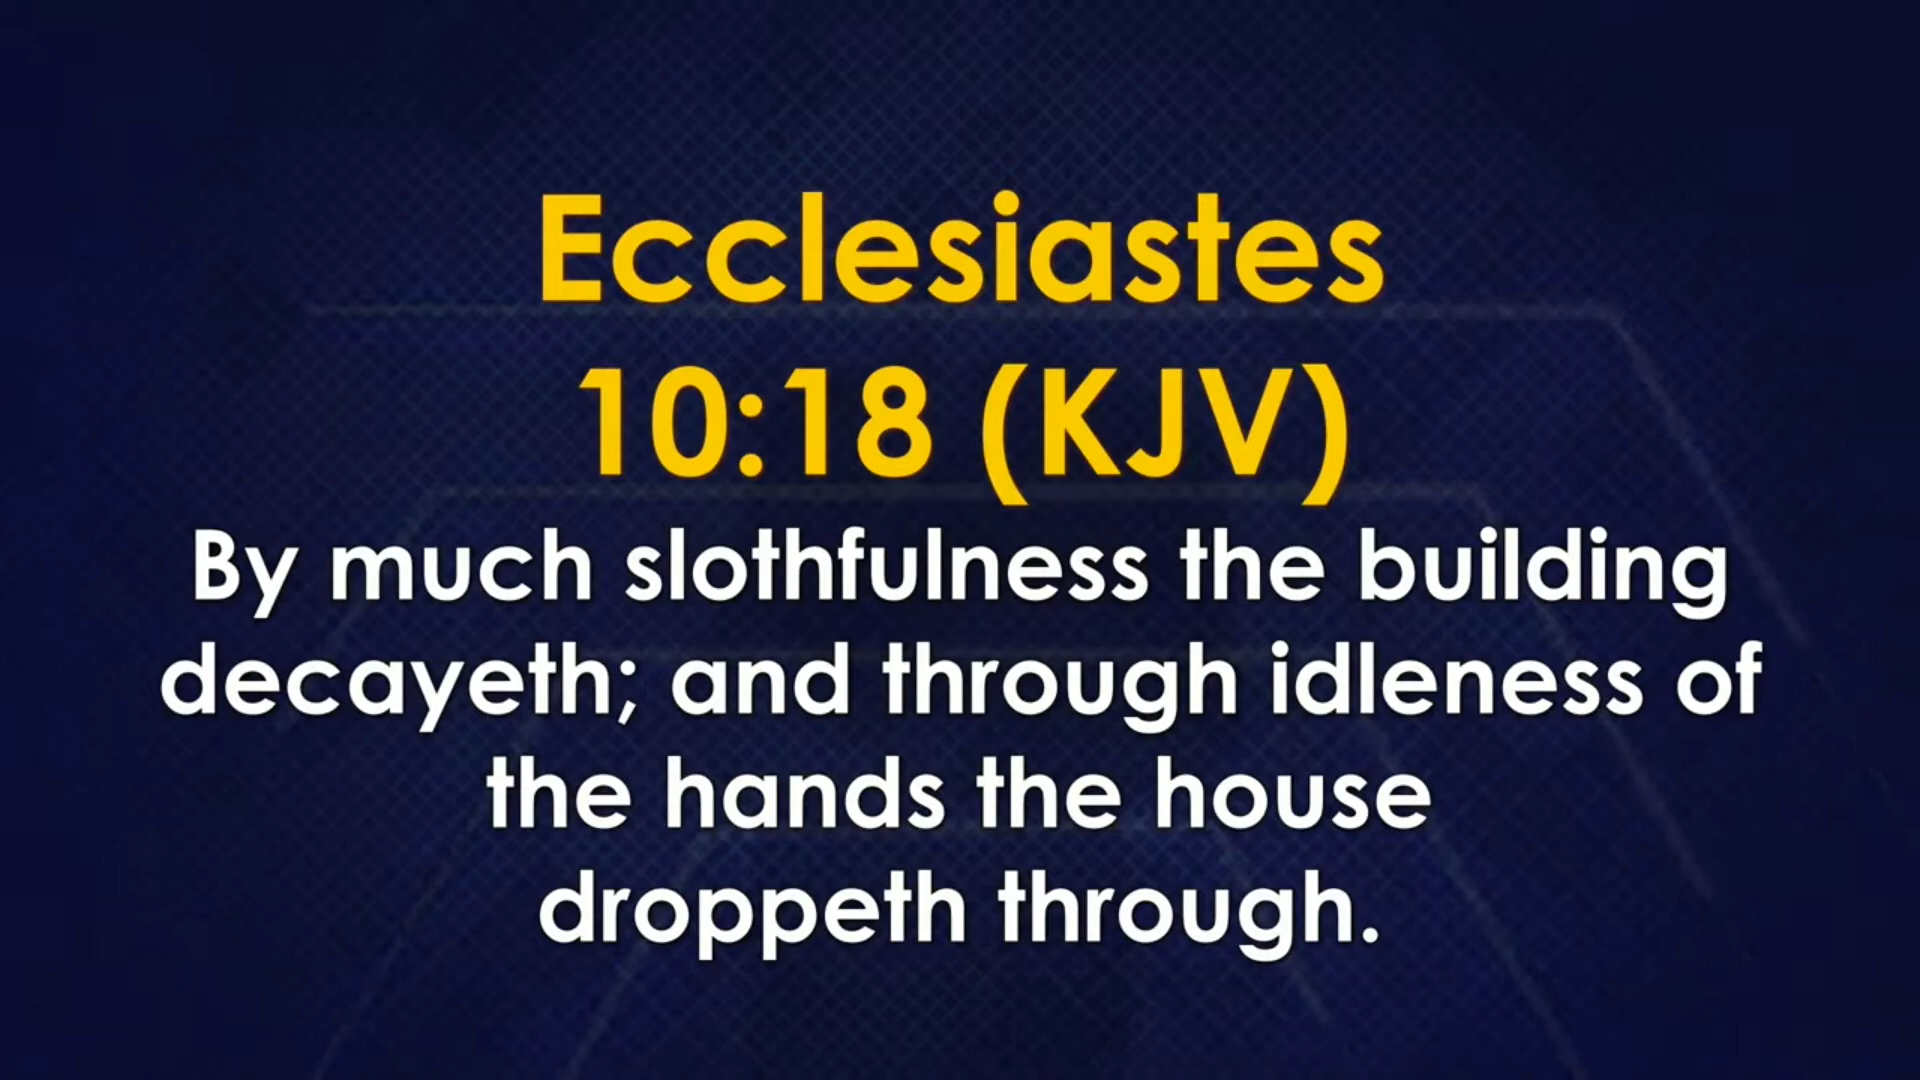 Ecclesiastes
10:18 (KJV)
By much slothfulness the building
decayeth; and through idleness of
the hands the house
droppeth through.